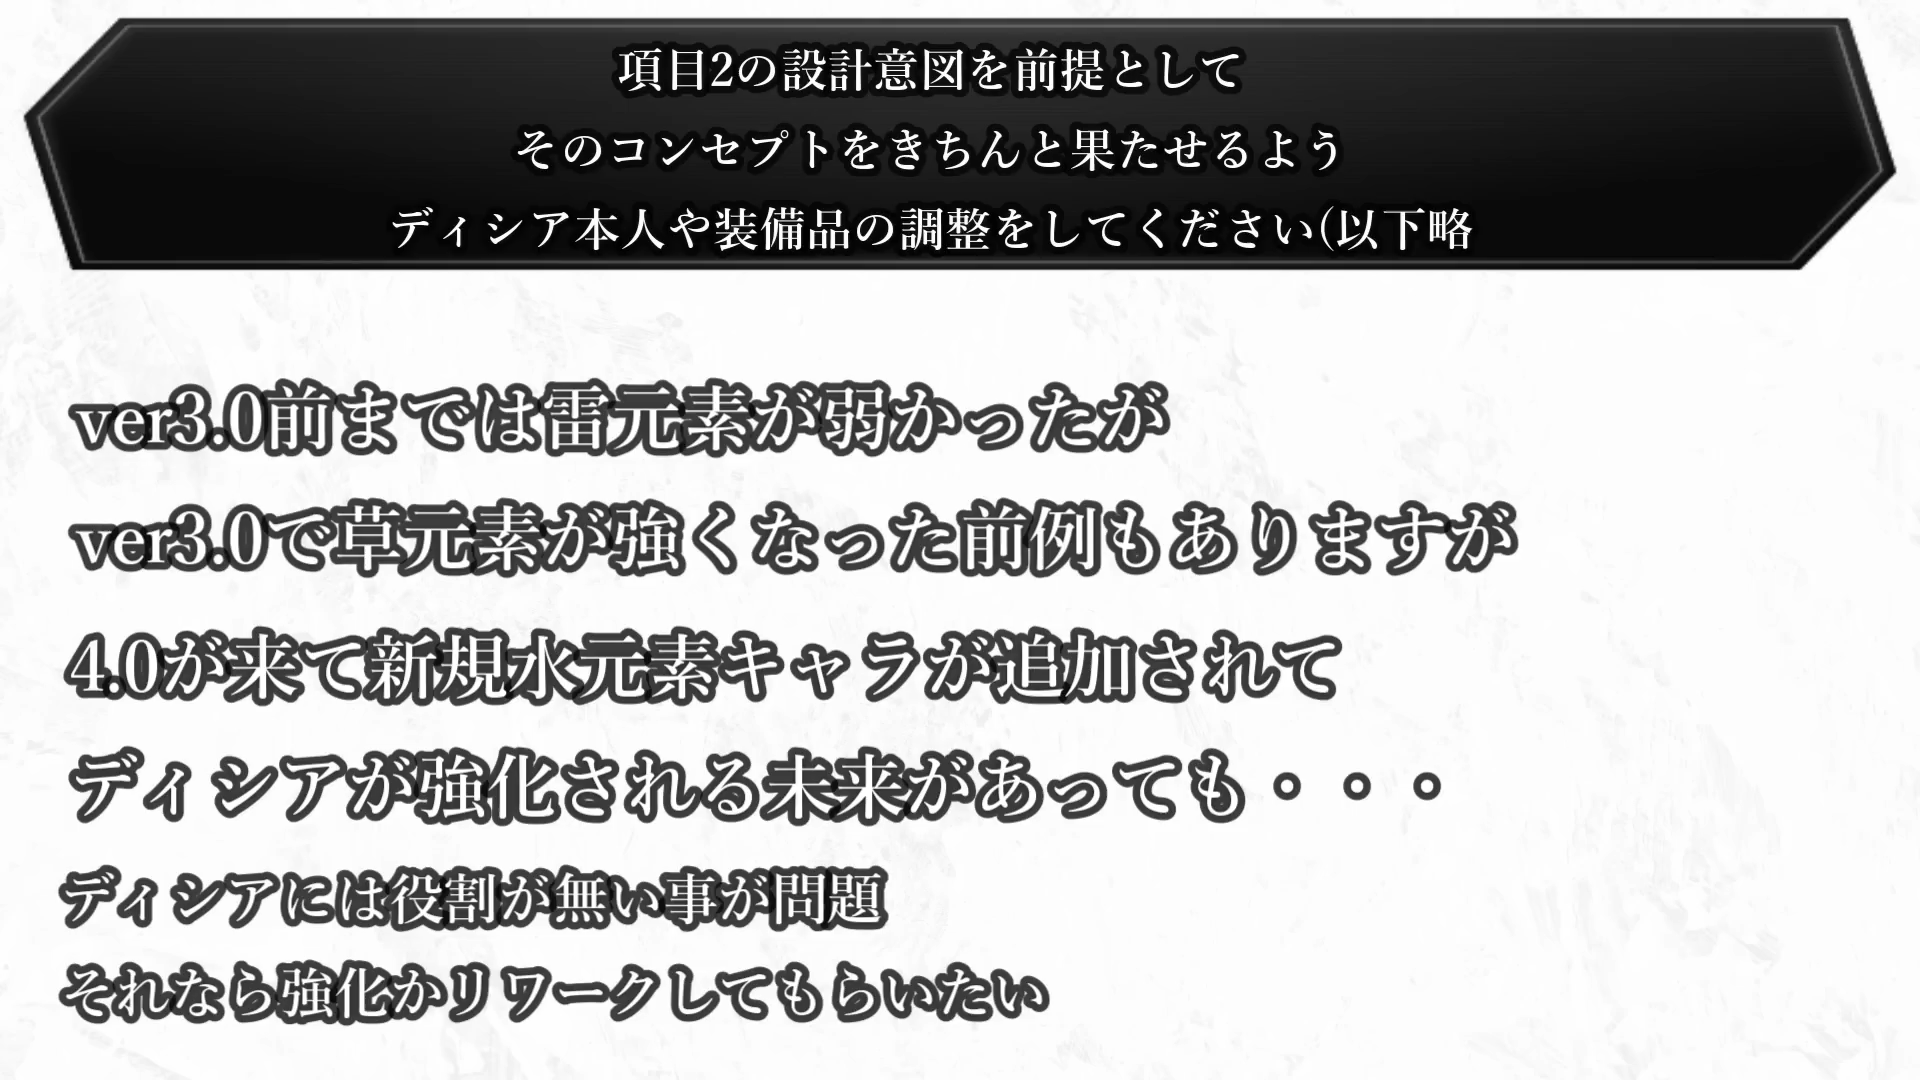 項目2の設計意図を前提として
そのコンセプトをきちんと果たせるよう
ディシア本人や装備品の調整をしてください(以下略
ver3.0前までは雷元素が弱かったが
ver3.0で草元素が強くなった前例もありますが
4.0が来て新規水元素キャラが追加されて
ディシアが強化される未来があっても・・・
ディシアには役割が無い事が問題
それなら強化かリワークしてもらいたい